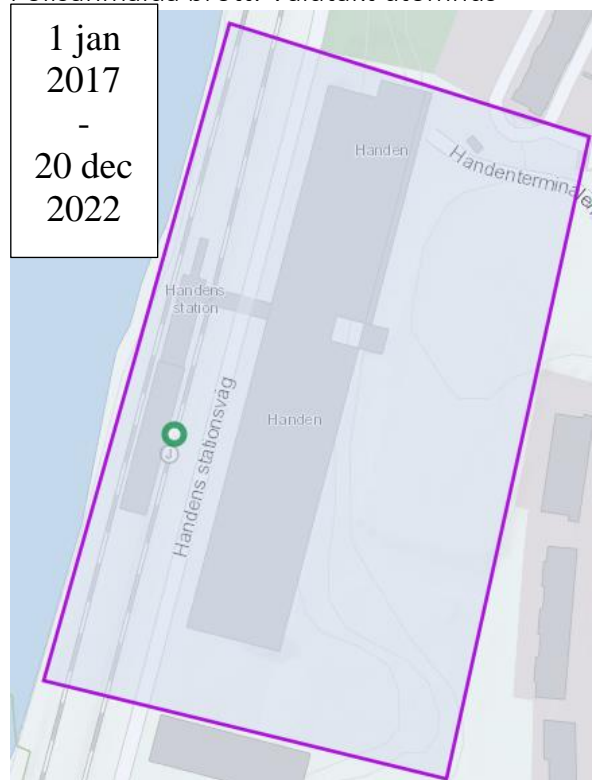 1 jan
2017
-
20 dec
2022
Handen
Handenterminalen
Handens
station
Handens stationsväg
Handen
J